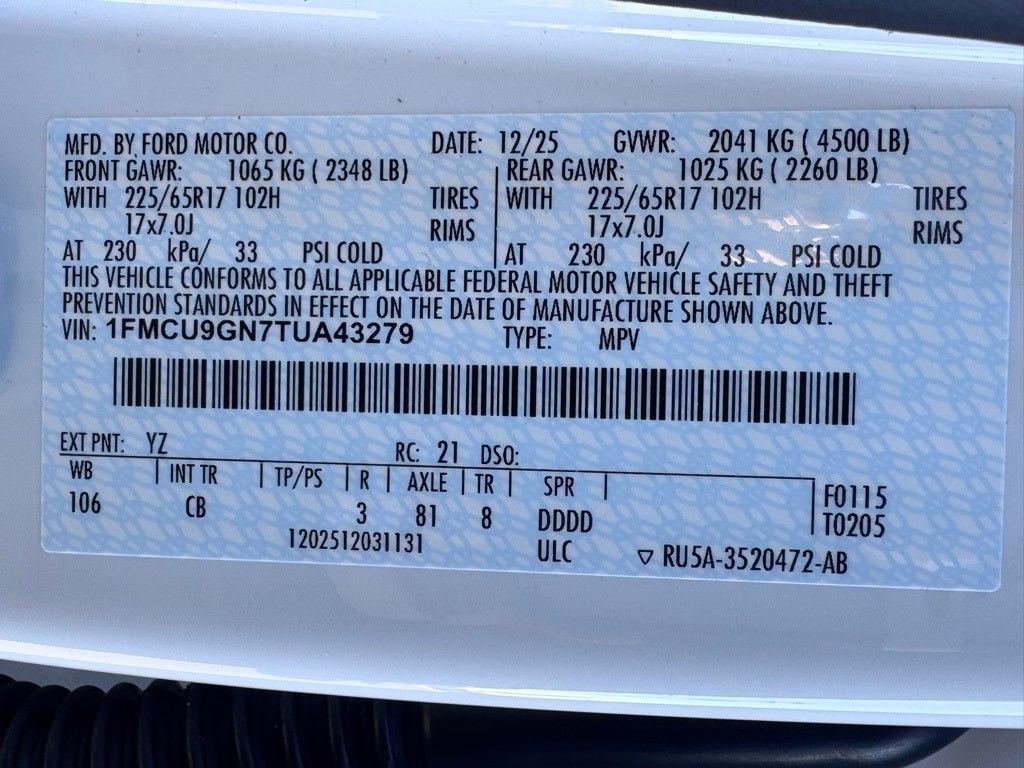 MFD. BY FORD MOTOR CO. DATE: 12/25 GVWR: 2041 KG ( 4500 LB)
FRONT GAWR: 1065 KG ( 2348 LB) REAR GAWR: 1025 KG ( 2260 LB)
WITH 225/65R17 102H TIRES WITH 225/65R17 102H TIRES
17x7.0J RIMS 17x7.0J RIMS
AT 230 kPa/ 33 PSI COLD AT 230 kPa/ 33 PSI COLD
THIS VEHICLE CONFORMS TO ALL APPLICABLE FEDERAL MOTOR VEHICLE SAFETY AND THEFT
PREVENTION STANDARDS IN EFFECT ON THE DATE OF MANUFACTURE SHOWN ABOVE.
VIN: 1FMCU9GN7TUA43279 TYPE: MPV
EXT PNT: YZ RC: 21 DSO:
WB | INT TR | TP/PS | R | AXLE | TR | SPR | F0115
106 CB 3 81 8 DDDD T0205
1202512031131 ULC ▽ RU5A-3520472-AB